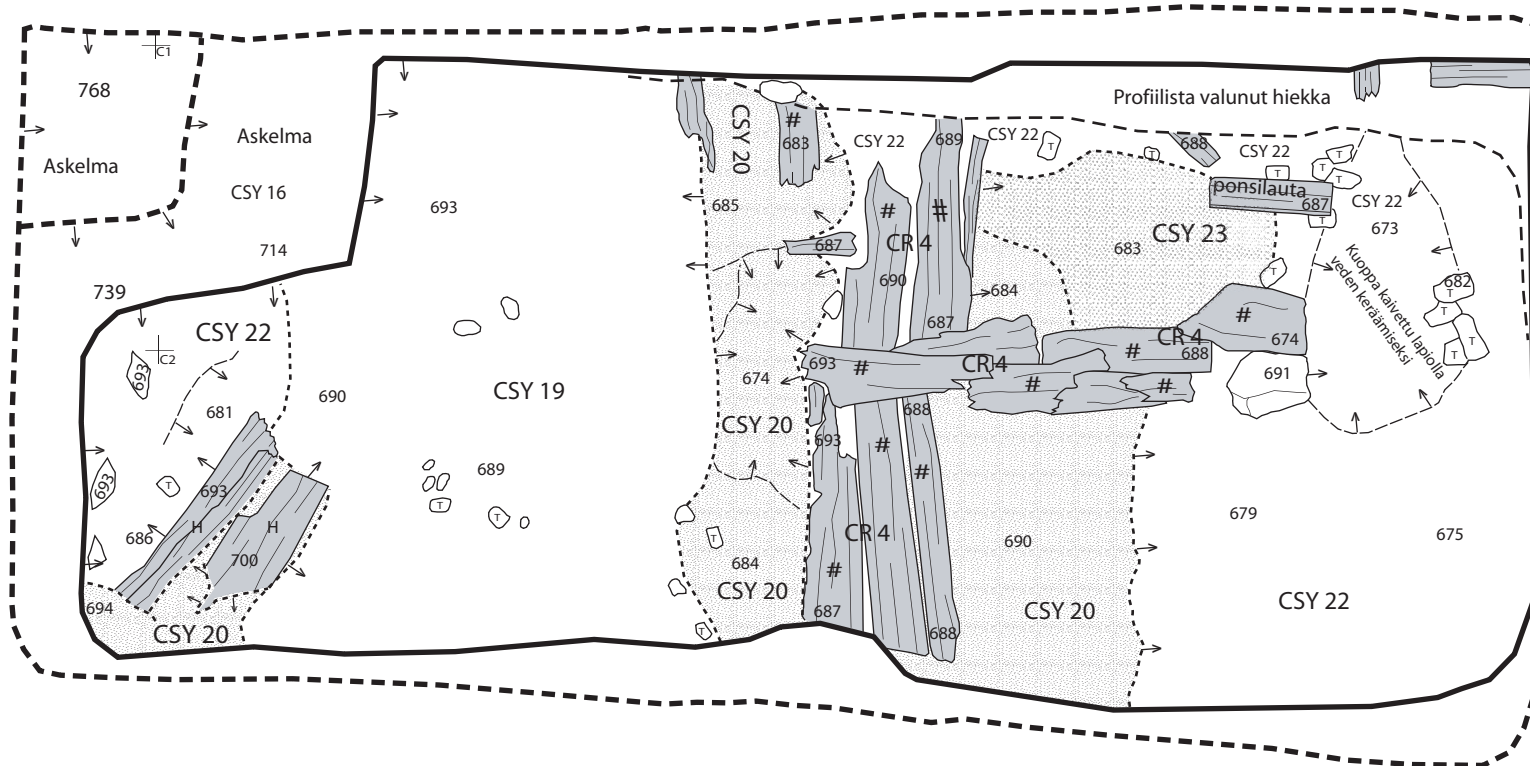 C1
768
Askelma
Askelma
CSY 16
714
739
693
CSY 22
C2
693
681
690
CSY 19
689
693
T
T
T
693
H
H
686
700
694
CSY 20
CSY 20
#
683
685
687
674
CSY 20
T
684
CSY 20
T
CSY 22
689
CSY 22
T
#
#
CR 4
690
687
684
Profiilista valunut hiekka
T
688
CSY 22
T
T
T
T
ponsilauta
687
T
CSY 22
673
CSY 23
683
T
Kuoppa kaivettu lapiolla
veden keräämiseksi
682
T
T
T
T
693
#
CR 4
#
CR 4
688
#
674
#
#
691
688
693
#
#
CR 4
#
687
688
690
CSY 20
679
675
CSY 22